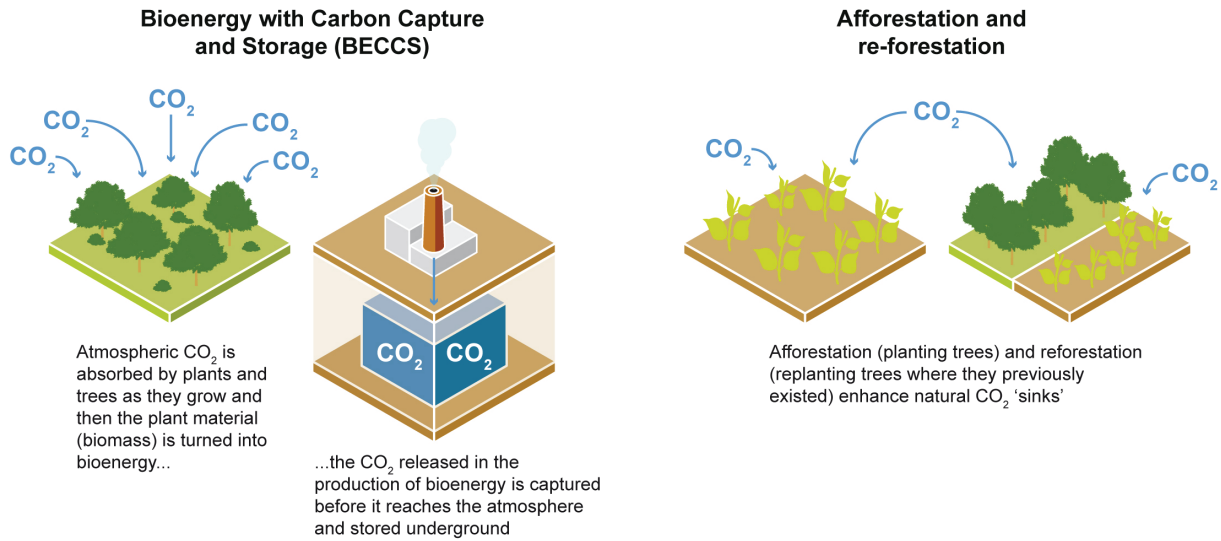 Bioenergy with Carbon Capture
and Storage (BECCS)
CO₂
CO₂
CO₂
CO₂
CO₂
CO₂
CO₂
Atmospheric CO₂ is
absorbed by plants and
trees as they grow and
then the plant material
(biomass) is turned into
bioenergy...
...the CO₂ released in the
production of bioenergy is captured
before it reaches the atmosphere
and stored underground
Afforestation and
re-forestation
CO₂
CO₂
CO₂
Afforestation (planting trees) and reforestation
(replanting trees where they previously
existed) enhance natural CO₂ ‘sinks’